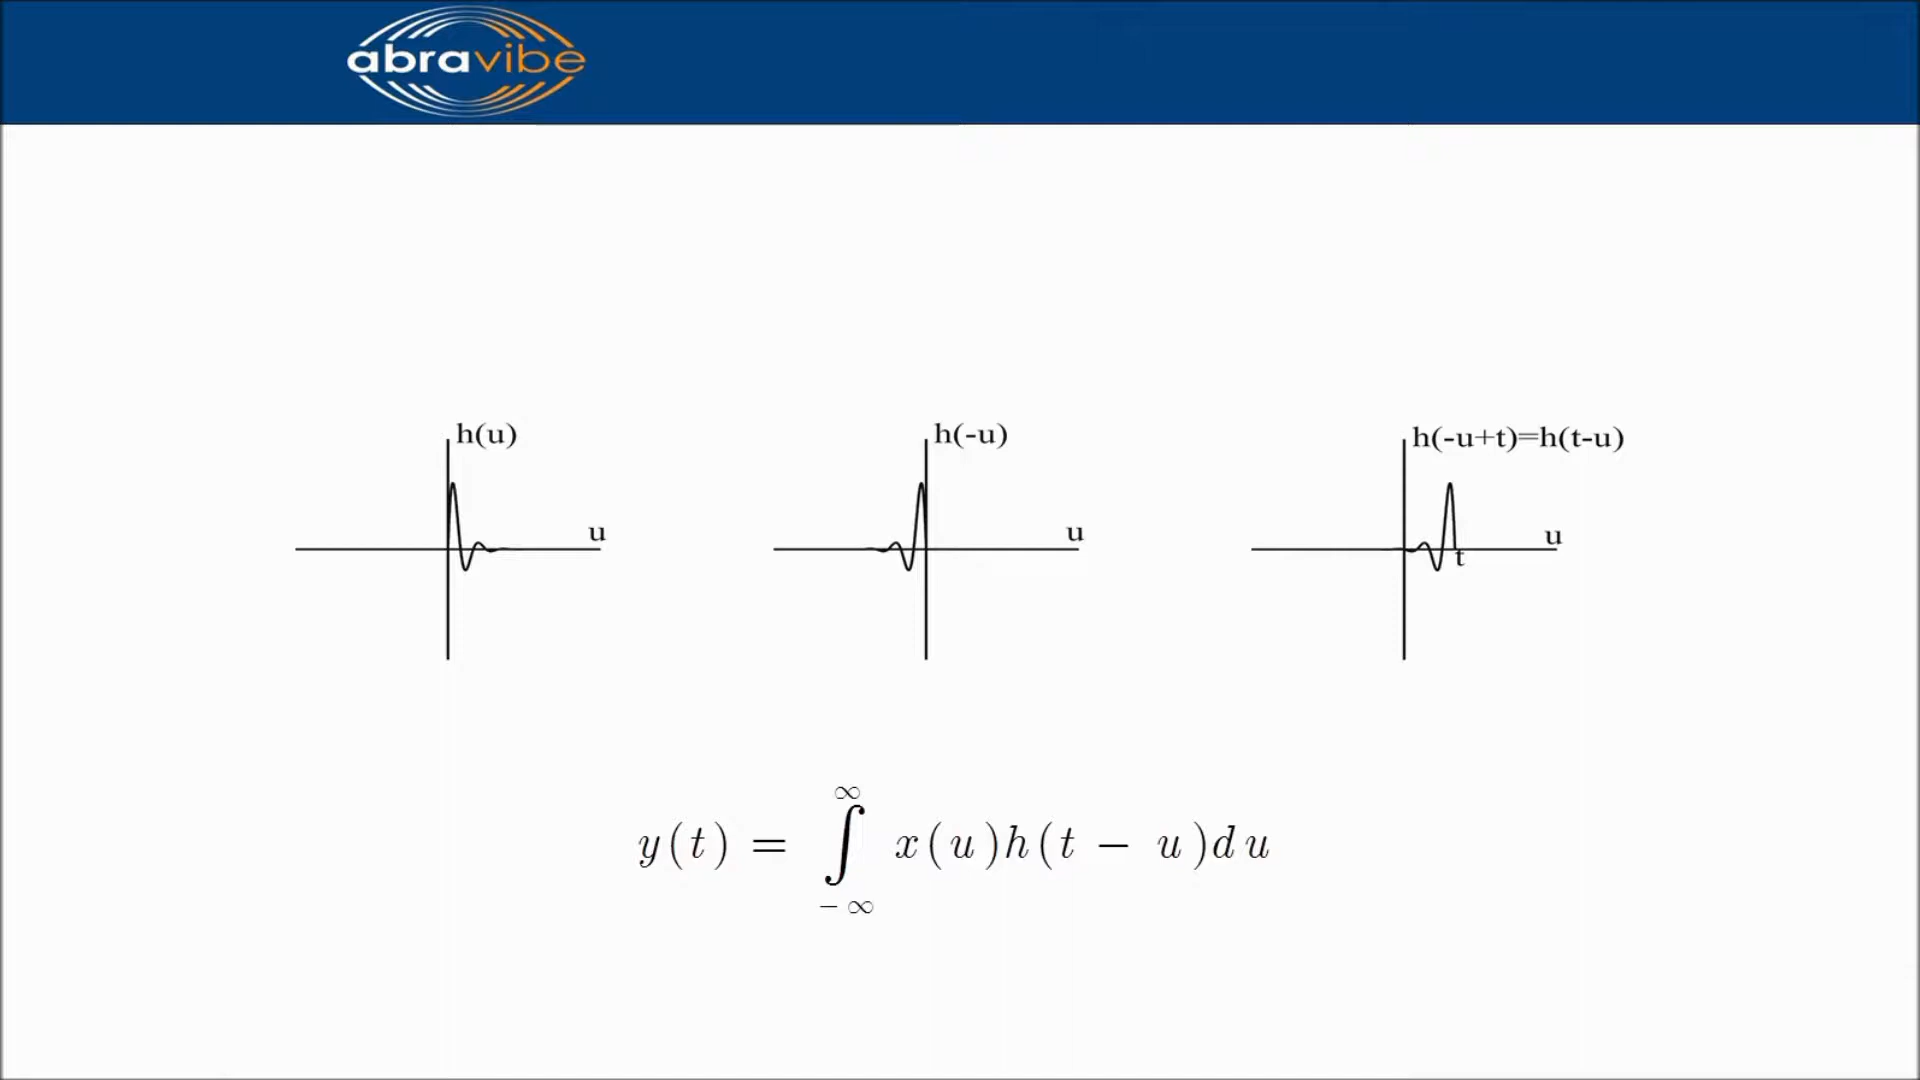 abravibe
h(u)
u
h(-u)
u
h(-u+t)=h(t-u)
u
t
y(t) = ∫_{-∞}^{∞} x(u)h(t - u)du